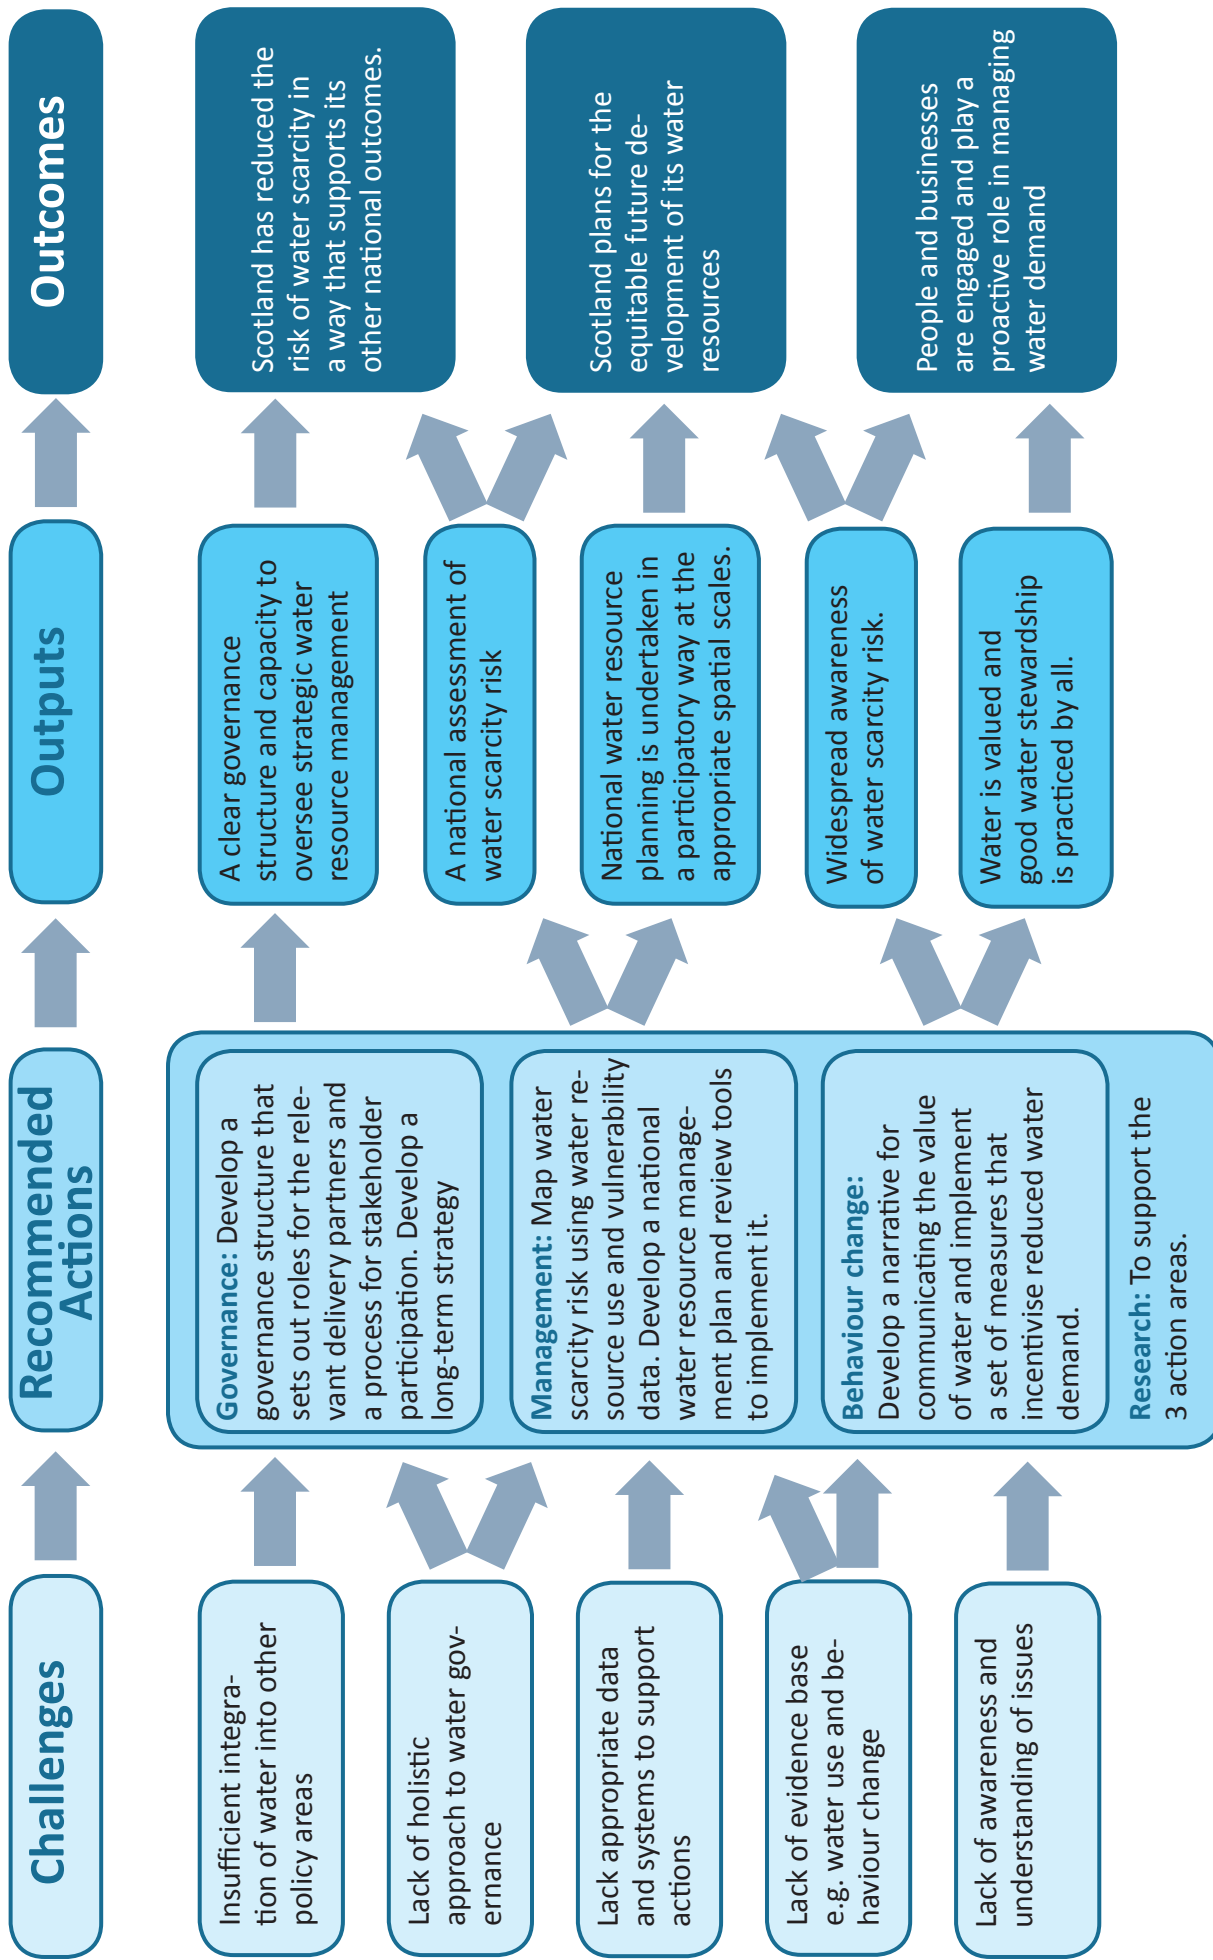 Challenges
Insufficient integra-
tion of water into other
policy areas
Lack of holistic
approach to water gov-
ernance
Lack appropriate data
and systems to support
actions
Lack of evidence base
e.g. water use and be-
haviour change
Lack of awareness and
understanding of issues
Recommended
Actions
Governance: Develop a
governance structure that
sets out roles for the rele-
vant delivery partners and
a process for stakeholder
participation. Develop a
long-term strategy
Management: Map water
scarcity risk using water re-
source use and vulnerability
data. Develop a national
water resource manage-
ment plan and review tools
to implement it.
Behaviour change:
Develop a narrative for
communicating the value
of water and implement
a set of measures that
incentivise reduced water
demand.
Research: To support the
3 action areas.
Outputs
A clear governance
structure and capacity to
oversee strategic water
resource management
A national assessment of
water scarcity risk
National water resource
planning is undertaken in
a participatory way at the
appropriate spatial scales.
Widespread awareness
of water scarcity risk.
Water is valued and
good water stewardship
is practiced by all.
Outcomes
Scotland has reduced the
risk of water scarcity in
a way that supports its
other national outcomes.
Scotland plans for the
equitable future de-
velopment of its water
resources
People and businesses
are engaged and play a
proactive role in managing
water demand